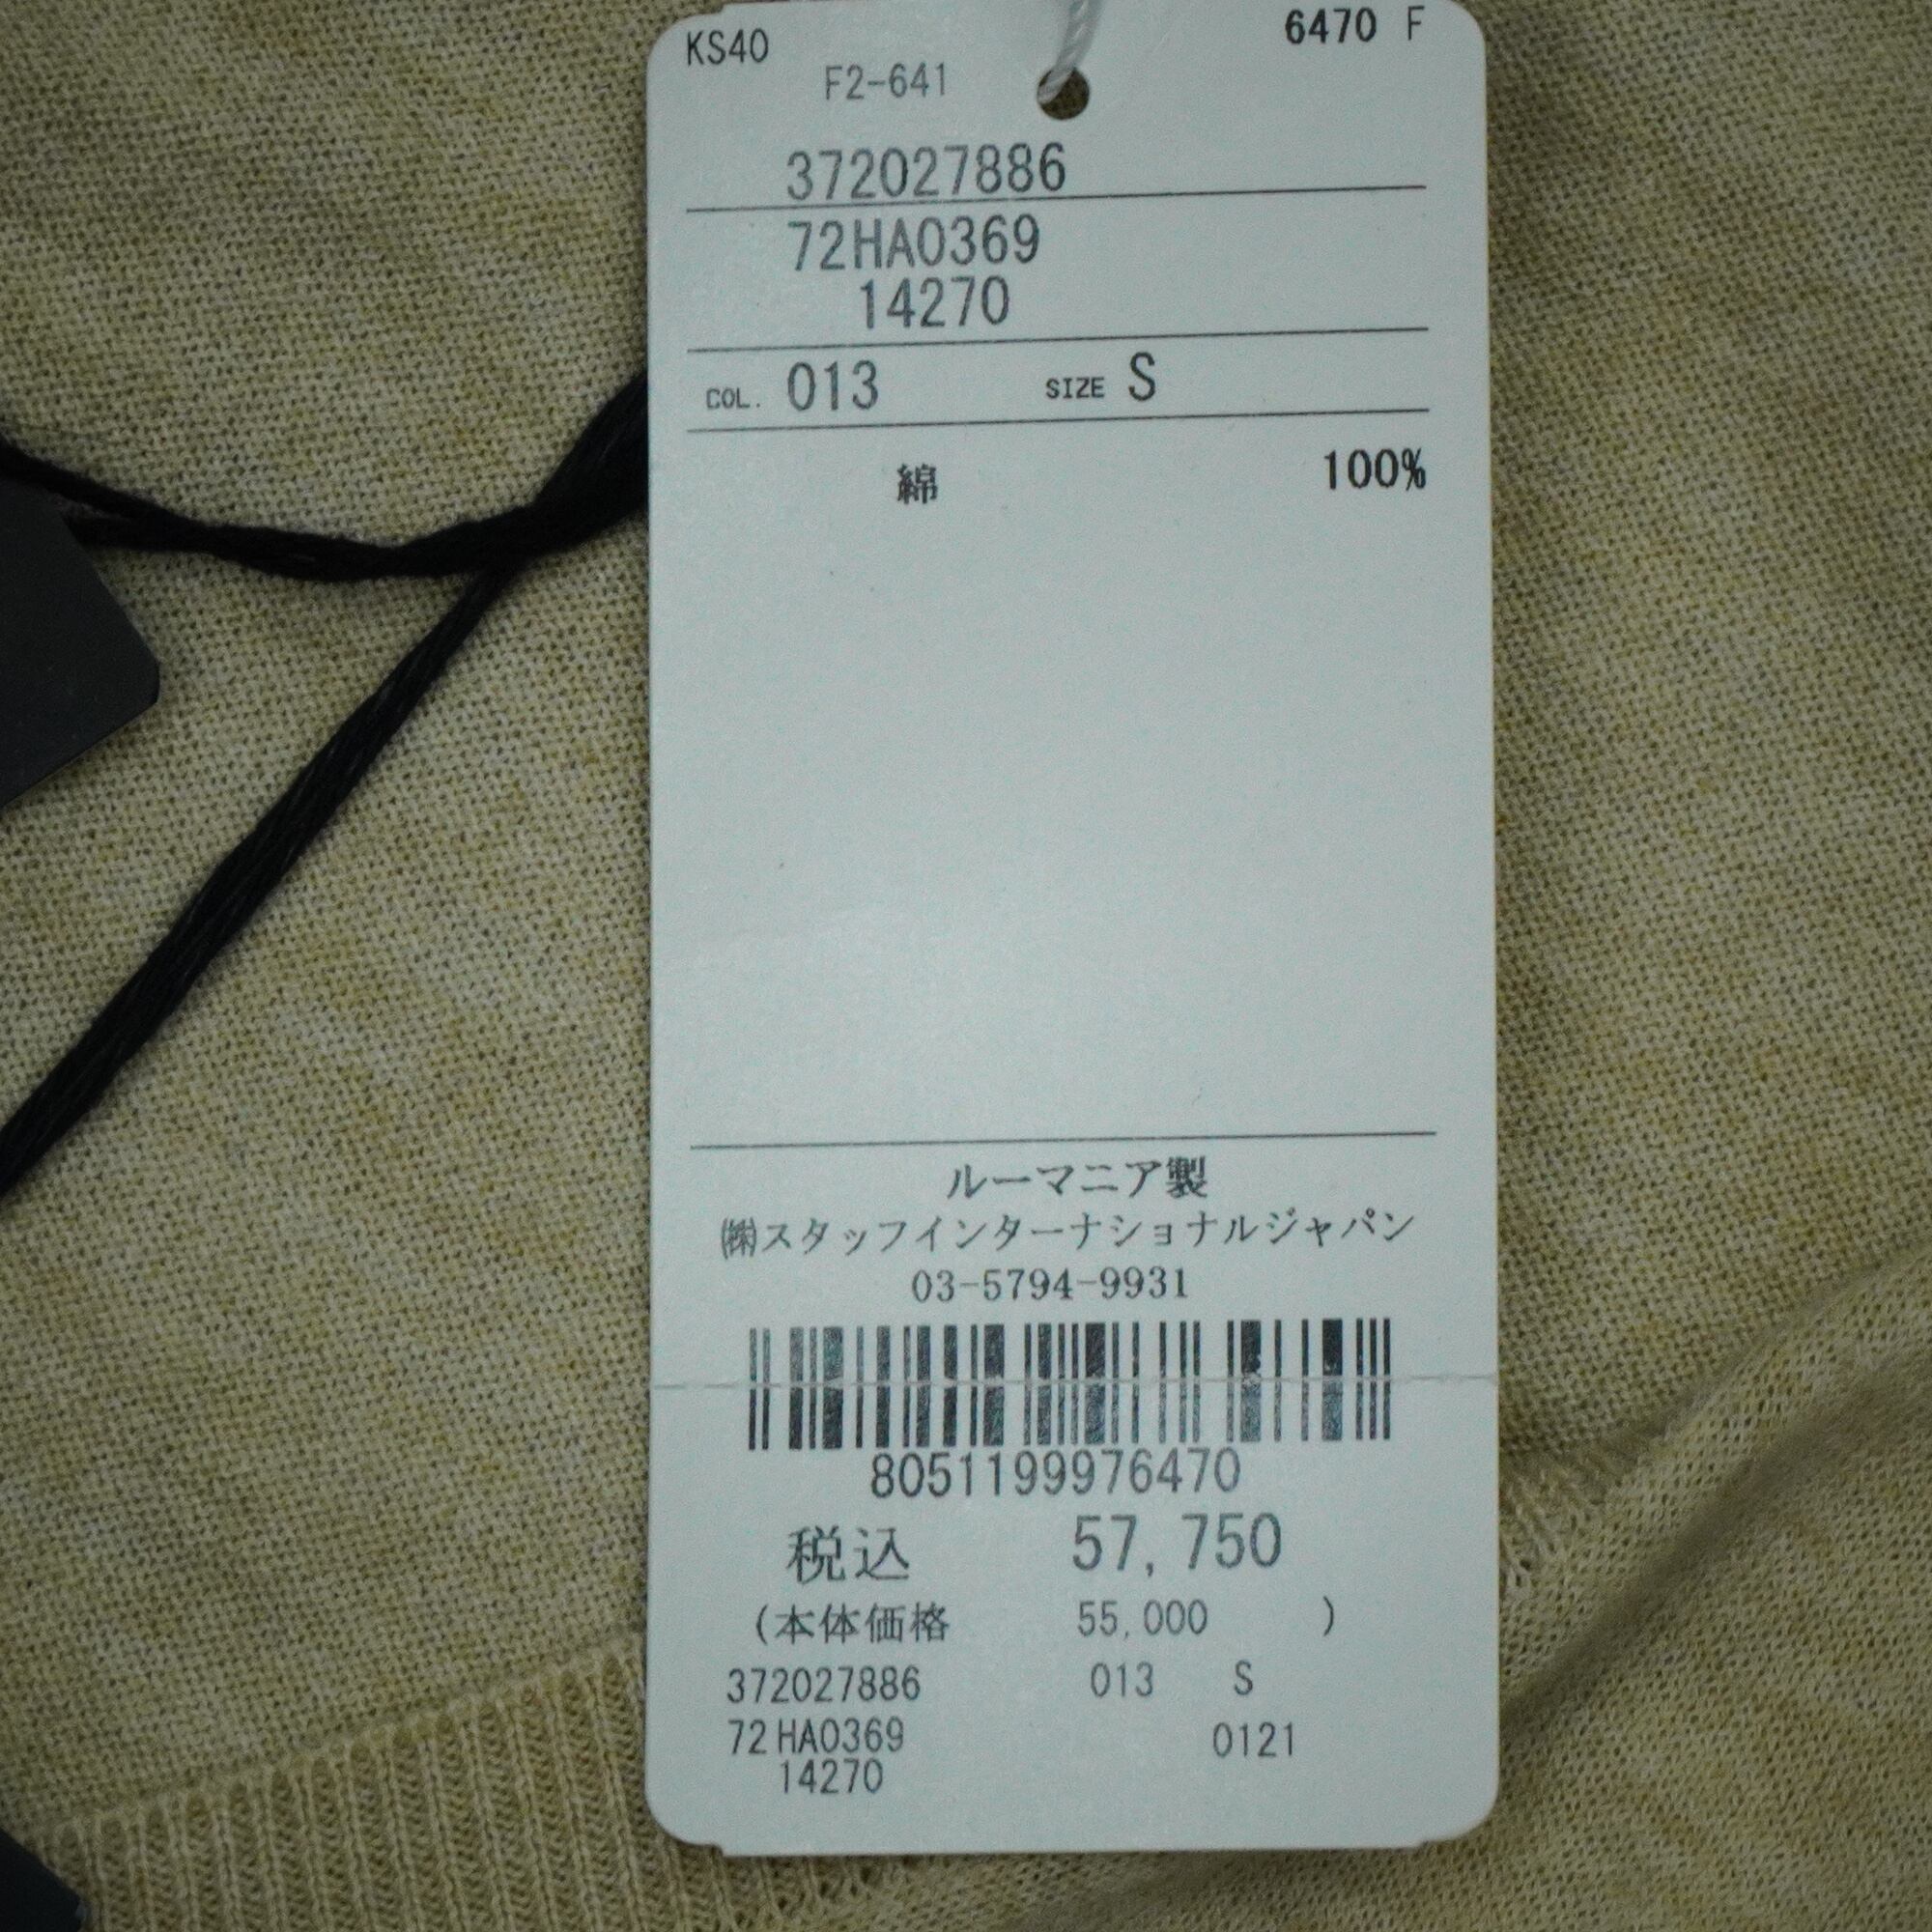 KS40 6470 F
F2-641
372027886
72HA0369
14270
COL. 013 SIZE S
綿 100%
ルーマニア製
㈱スタッフインターナショナルジャパン
03-5794-9931
8051199976470
税込 57,750
(本体価格 55,000 )
372027886 013 S
72 HA0369 0121
14270